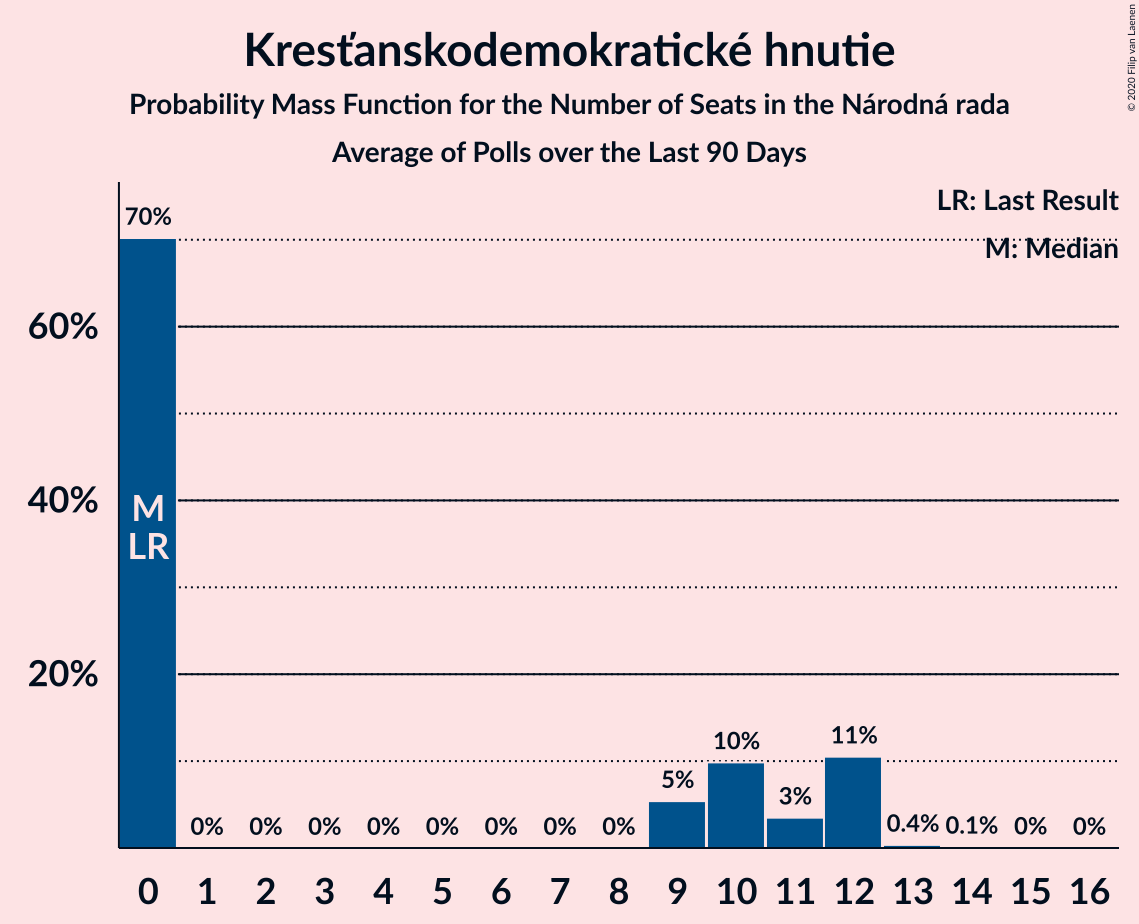 Kresťanskodemokratické hnutie
Probability Mass Function for the Number of Seats in the Národná rada
Average of Polls over the Last 90 Days
© 2020 Filip van Laenen
LR: Last Result
M: Median
70%
60%
40%
20%
M
LR
0% 0% 0% 0% 0% 0% 0% 0% 5% 10% 3% 11% 0.4% 0.1% 0% 0%
0 1 2 3 4 5 6 7 8 9 10 11 12 13 14 15 16